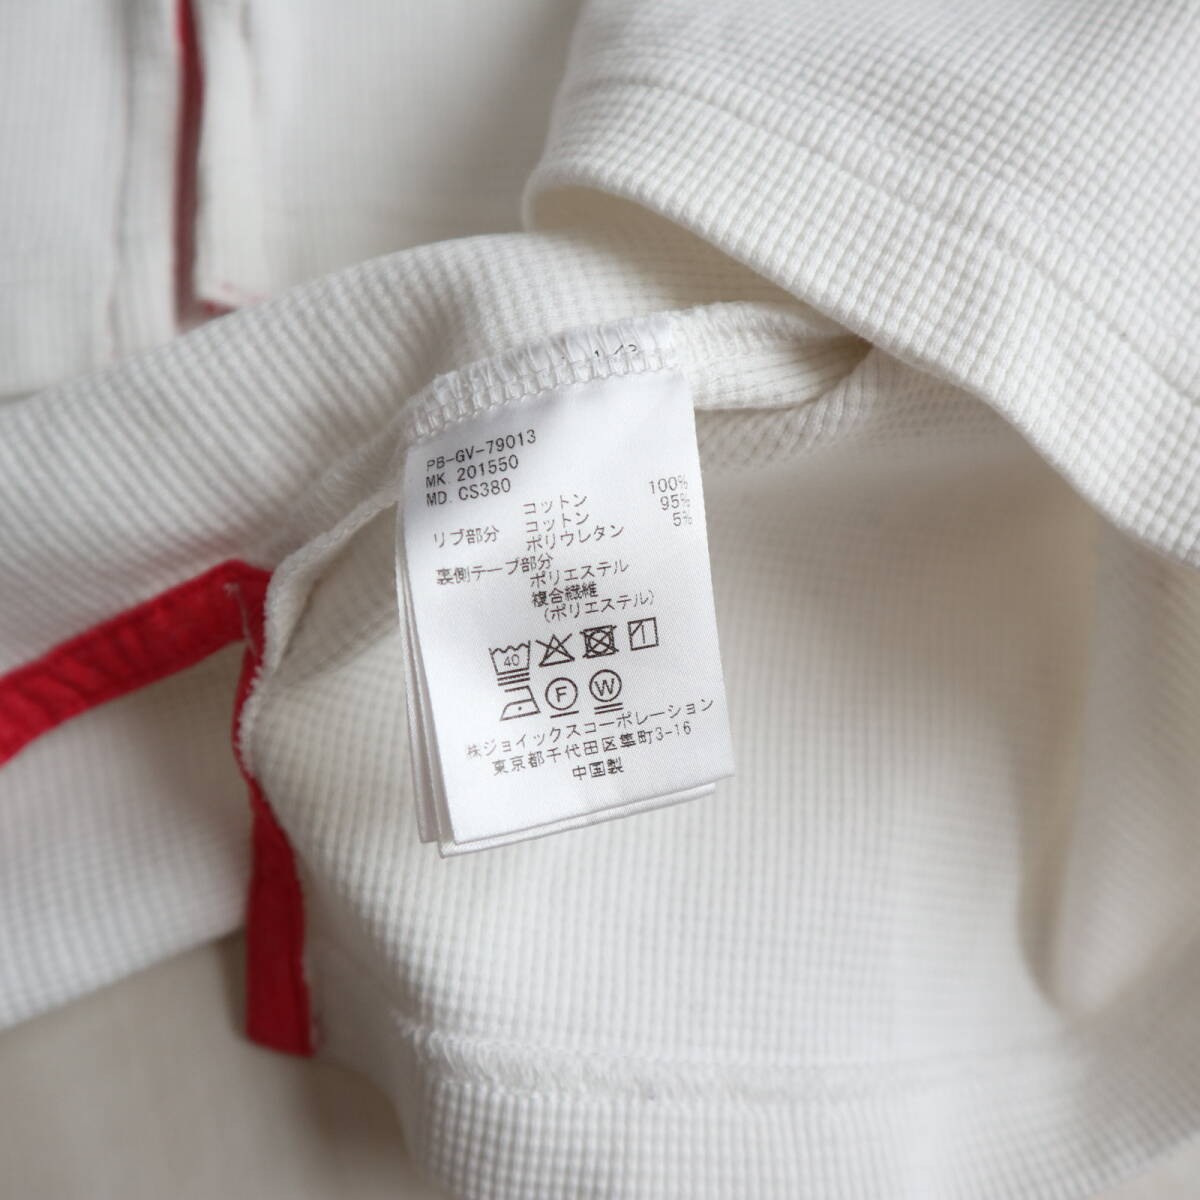 PB-GV-79013
MK. 201550
MD. CS380
コットン 100%
リブ部分 コットン 95%
ポリウレタン 5%
裏側テープ部分
ポリエステル
複合繊維
(ポリエステル)
40
F W
株ジョイックスコーポレーション
東京都千代田区隼町3-16
中国製